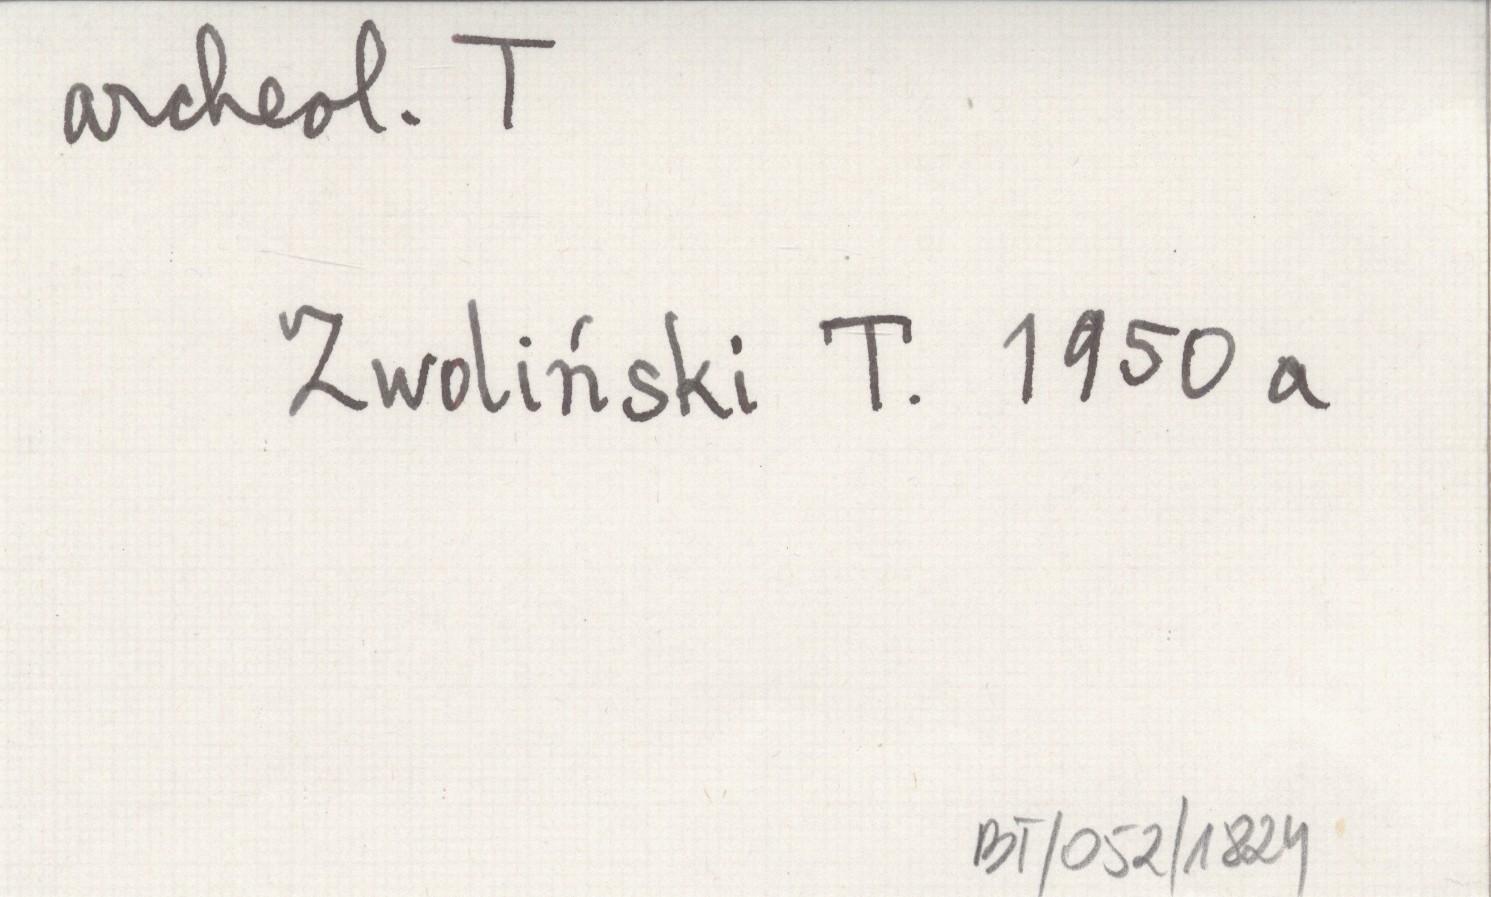 archeol. T
Zwoliński T. 1950 a
BT/052/1824